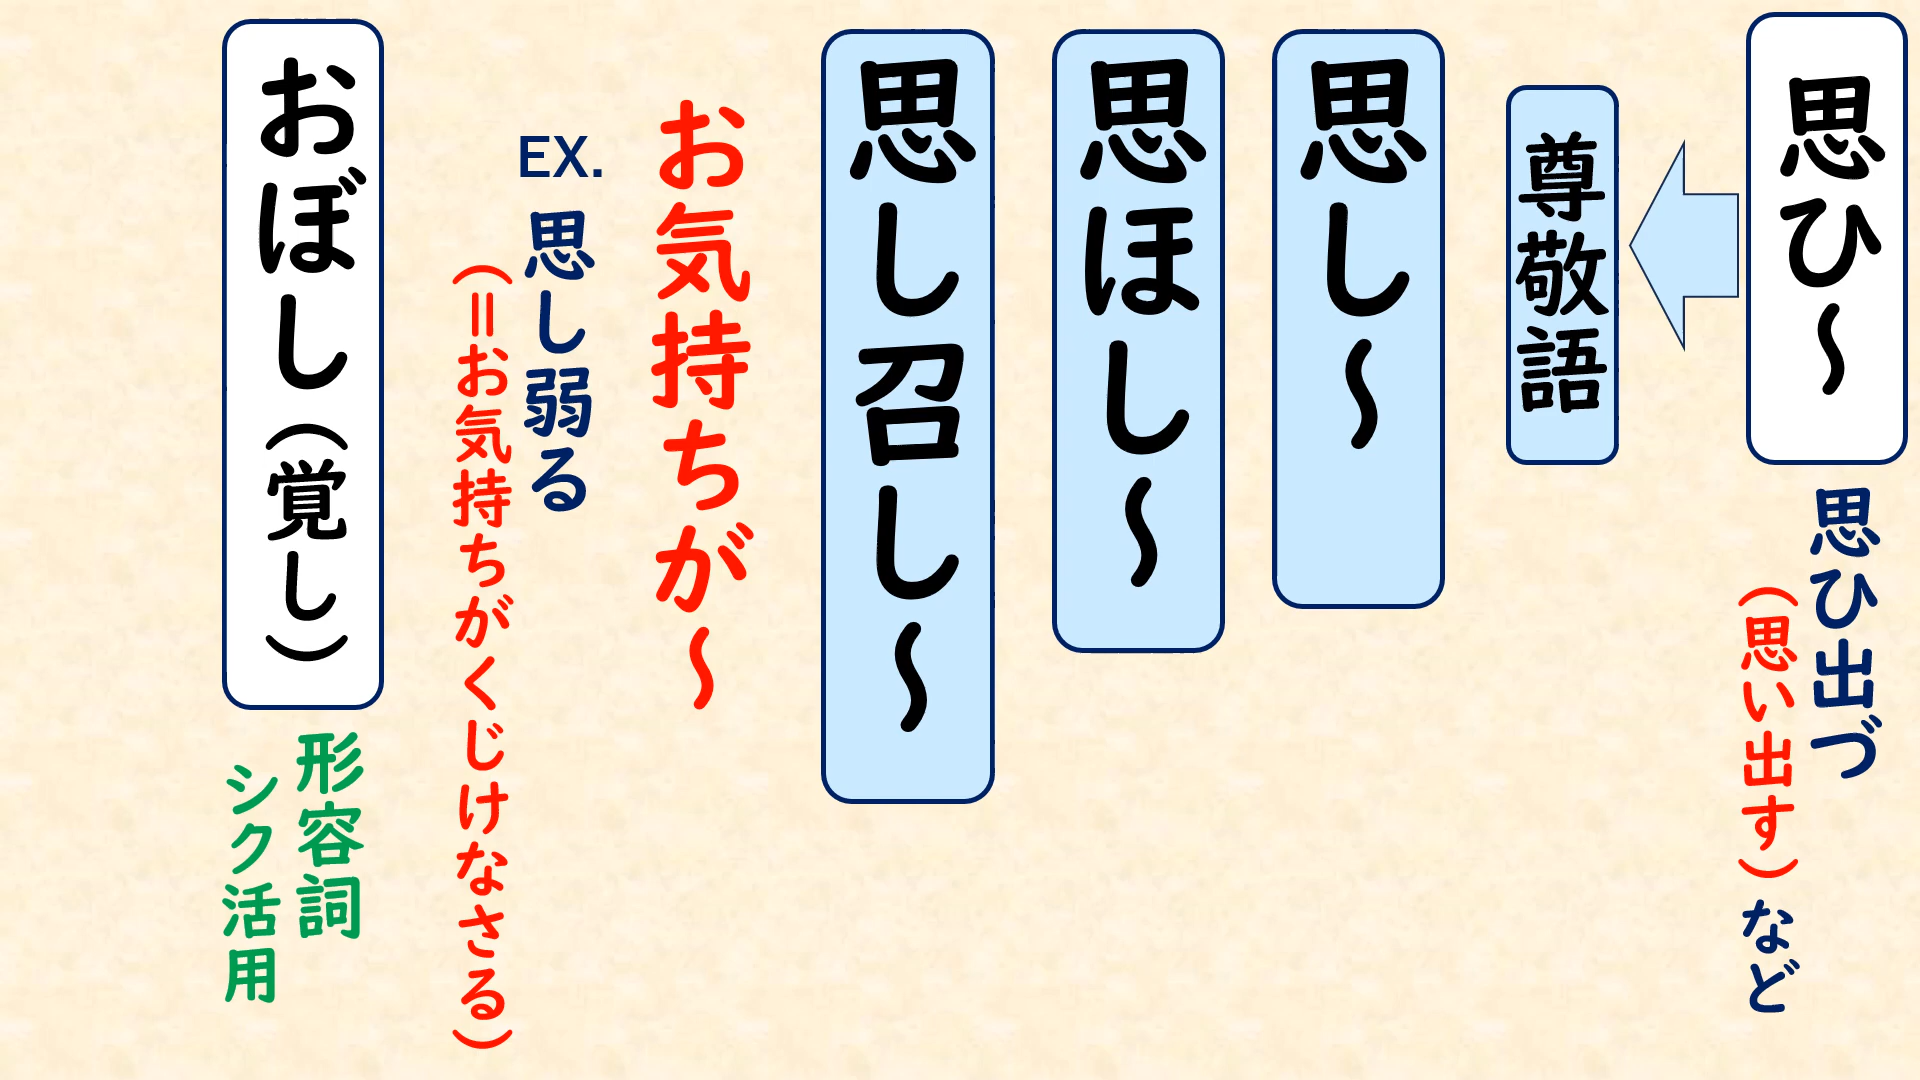 思ひ～
思ひ出づ
（思い出す）など
尊敬語
思し～
思ほし～
思し召し～
お気持ちが～
EX.思し弱る
（＝お気持ちがくじけなさる）
おぼし（覚し）
形容詞
シク活用